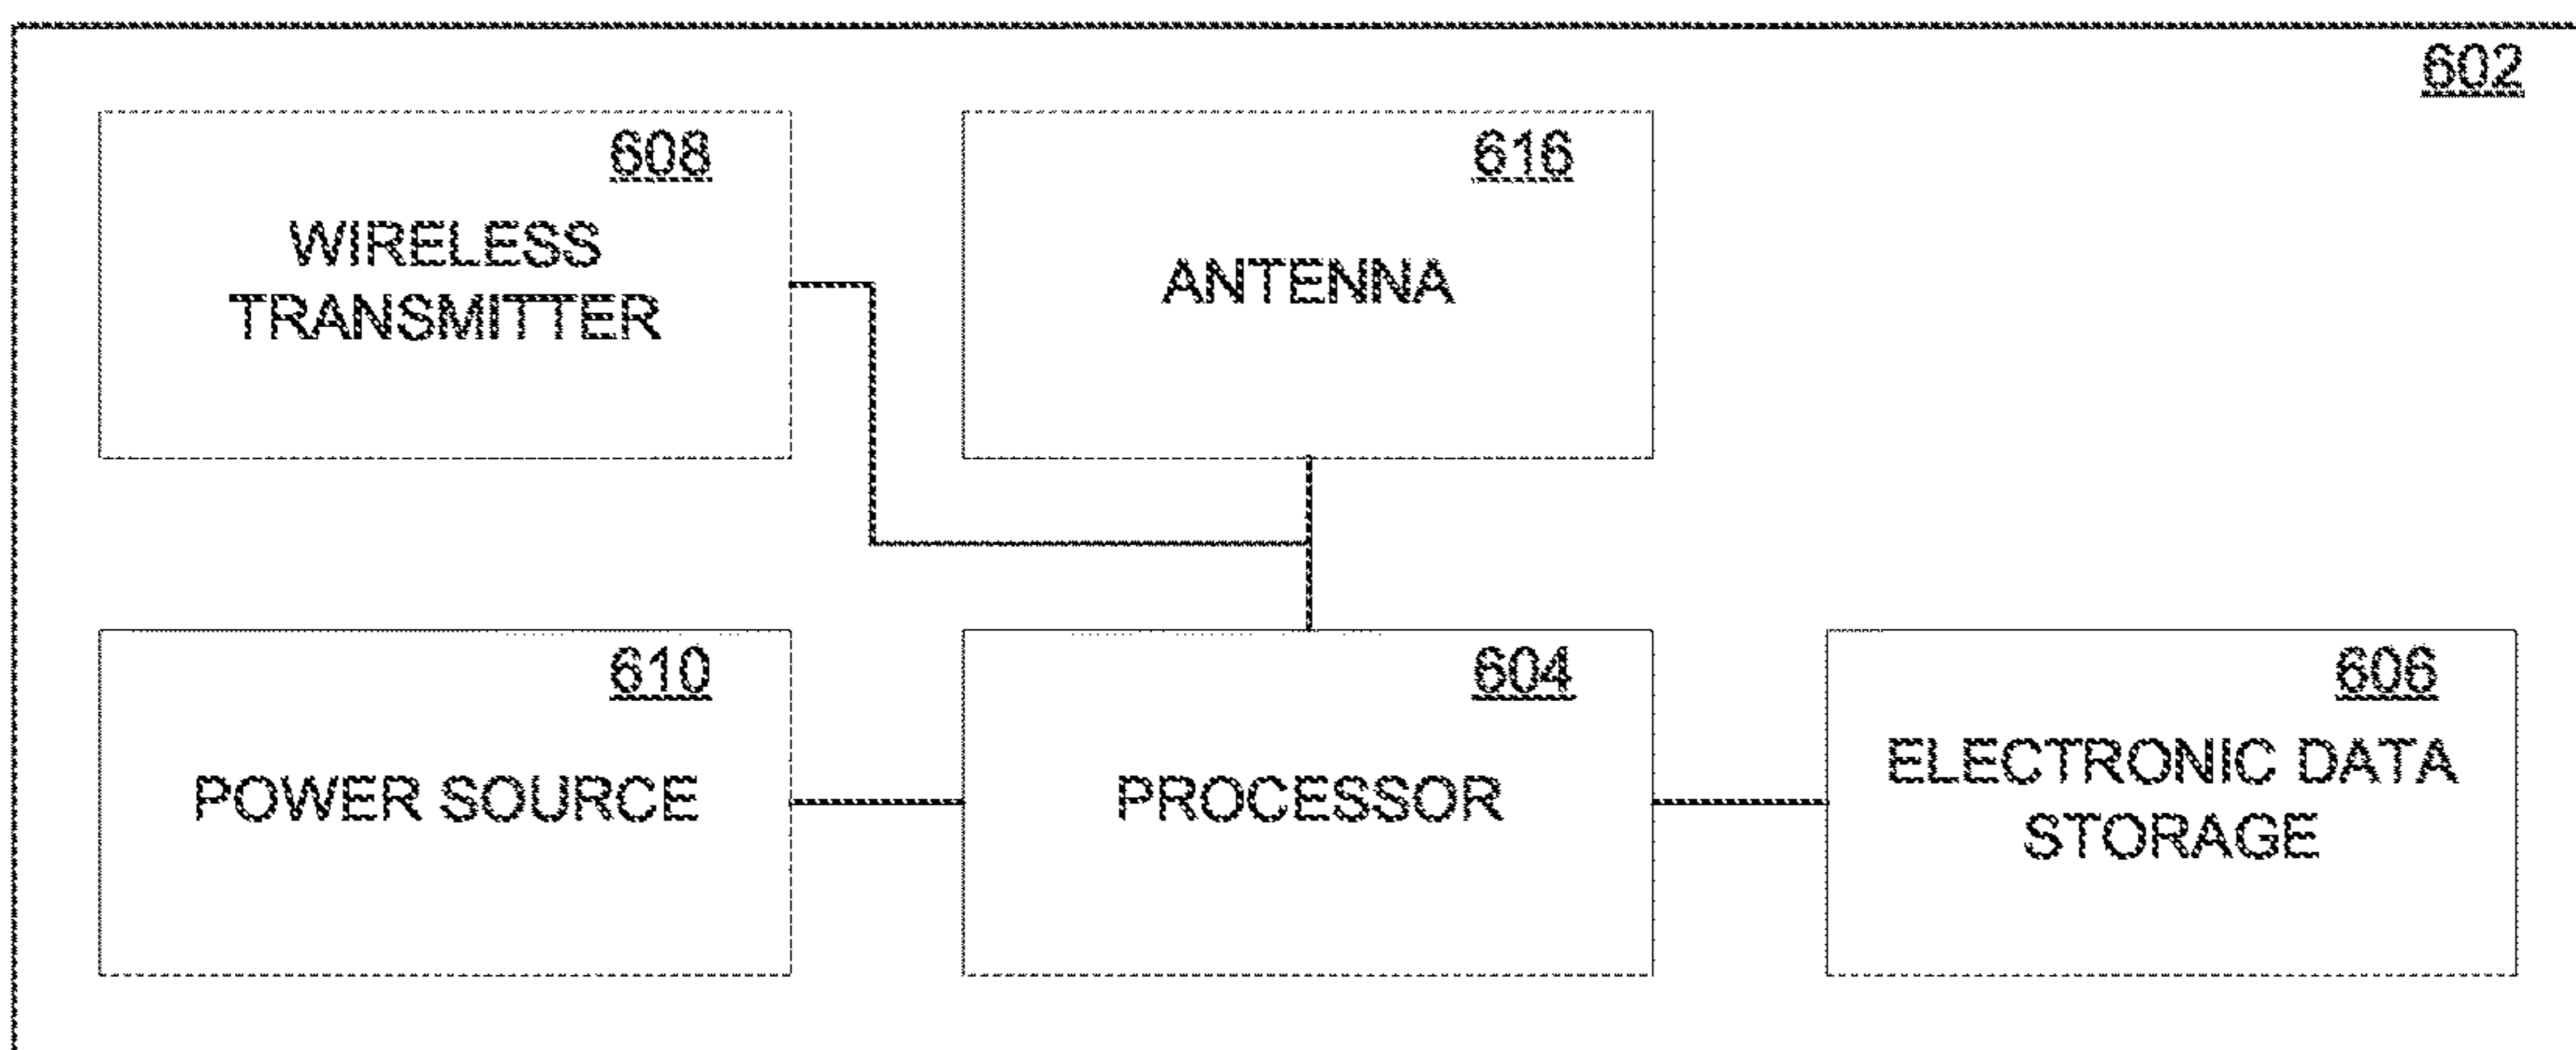 602
608
WIRELESS
TRANSMITTER
616
ANTENNA
610
POWER SOURCE
604
PROCESSOR
606
ELECTRONIC DATA
STORAGE